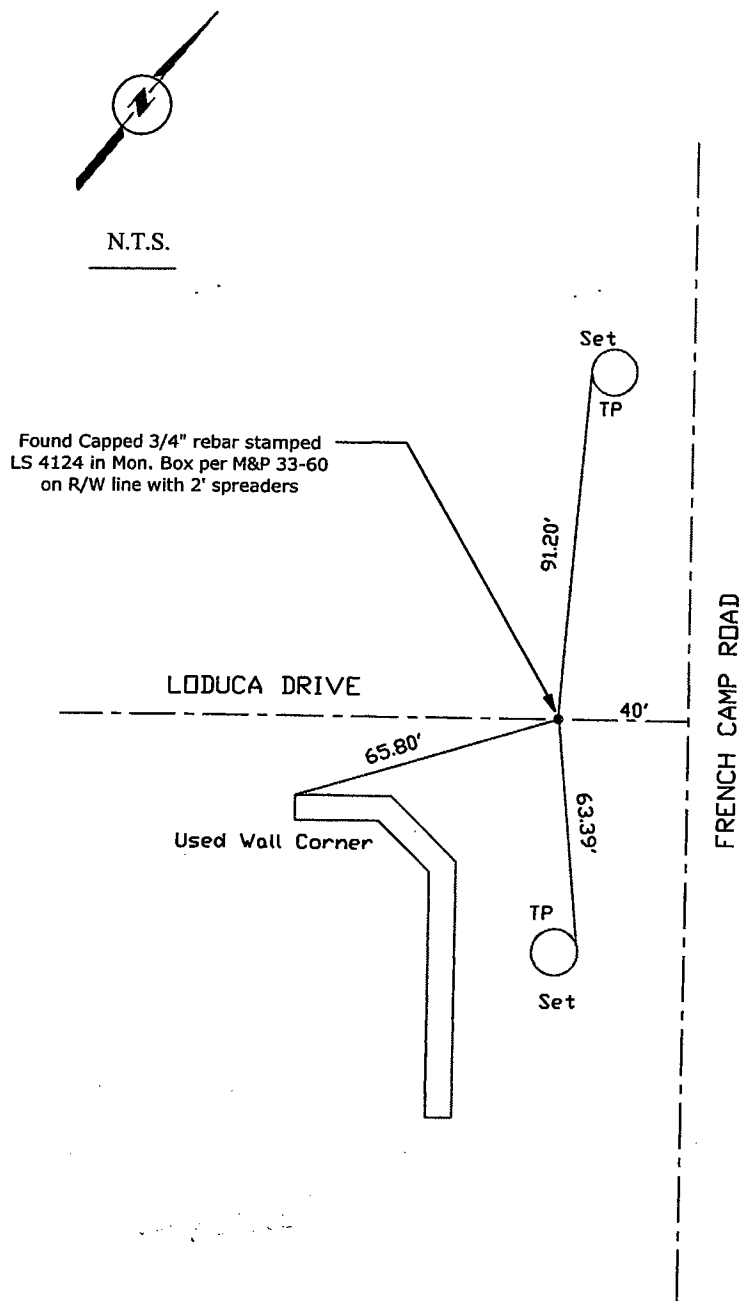 N
N.T.S.
Set
TP
Found Capped 3/4" rebar stamped
LS 4124 in Mon. Box per M&P 33-60
on R/W line with 2' spreaders
91.20'
LODUCA DRIVE
40'
FRENCH CAMP ROAD
65.80'
63.39'
Used Wall Corner
TP
Set